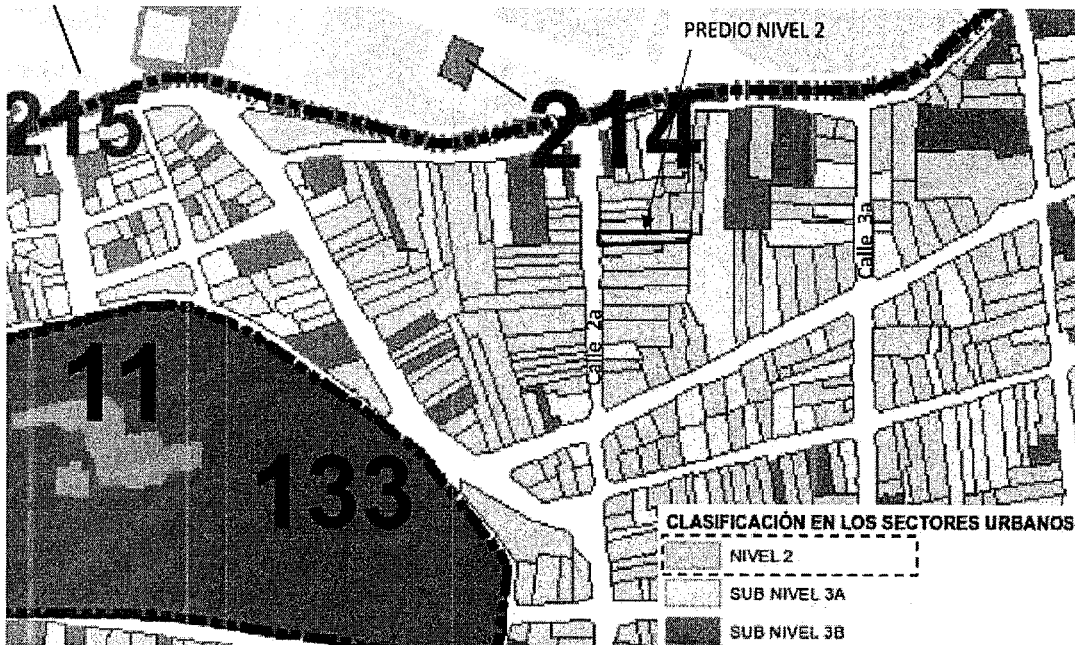 PREDIO NIVEL 2
215
214
Calle 3a
Calle 2a
11
133
CLASIFICACIÓN EN LOS SECTORES URBANOS
NIVEL 2
SUB NIVEL 3A
SUB NIVEL 3B